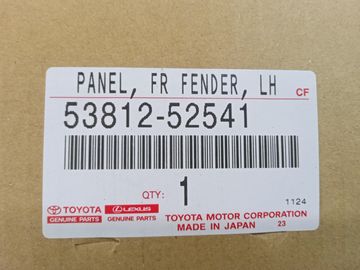 PANEL, FR FENDER, LH
CF
53812-52541
QTY: 1
1124
TOYOTA LEXUS
GENUINE PARTS GENUINE PARTS
TOYOTA MOTOR CORPORATION
MADE IN JAPAN 23